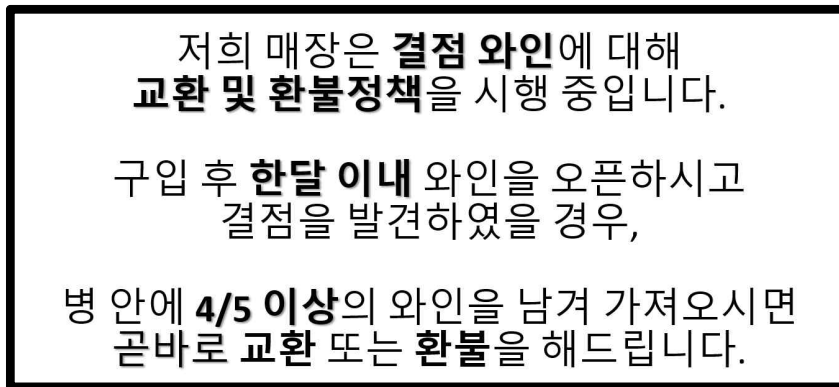 저희 매장은 결점 와인에 대해
교환 및 환불정책을 시행 중입니다.
구입 후 한달 이내 와인을 오픈하시고
결점을 발견하였을 경우,
병 안에 4/5 이상의 와인을 남겨 가져오시면
곧바로 교환 또는 환불을 해드립니다.